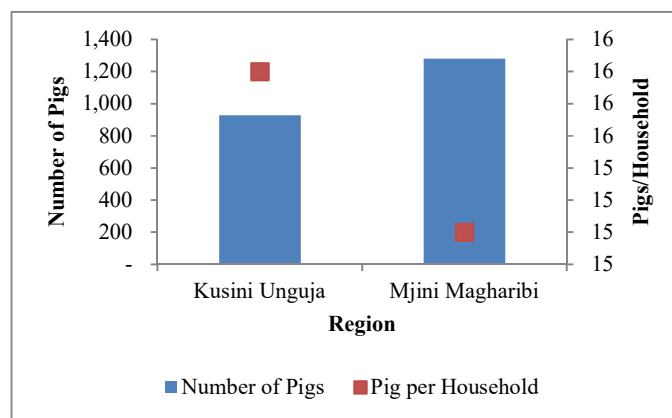 Number of Pigs
1,400
1,200
1,000
800
600
400
200
-
16
16
16
16
15
15
15
15
Pigs/Household
Kusini Unguja
Mjini Magharibi
Region
Number of Pigs
Pig per Household